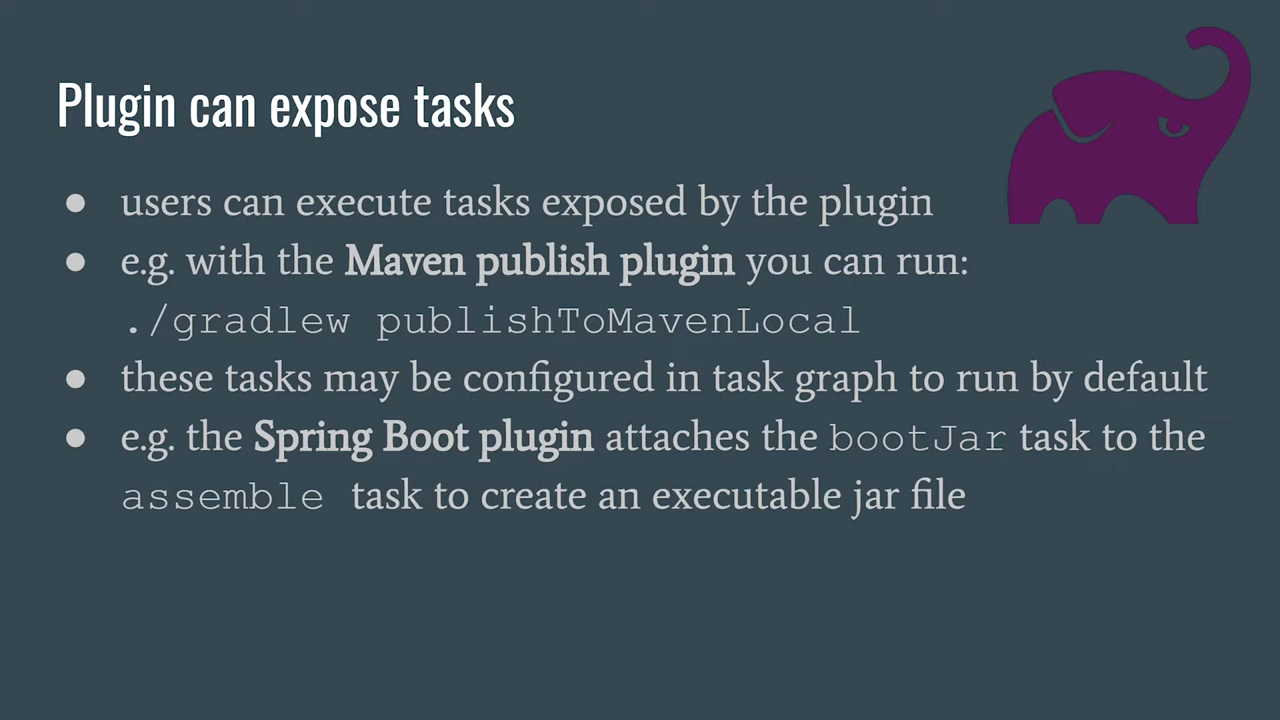 Plugin can expose tasks
● users can execute tasks exposed by the plugin
● e.g. with the Maven publish plugin you can run:
./gradlew publishToMavenLocal
● these tasks may be configured in task graph to run by default
● e.g. the Spring Boot plugin attaches the bootJar task to the
assemble task to create an executable jar file